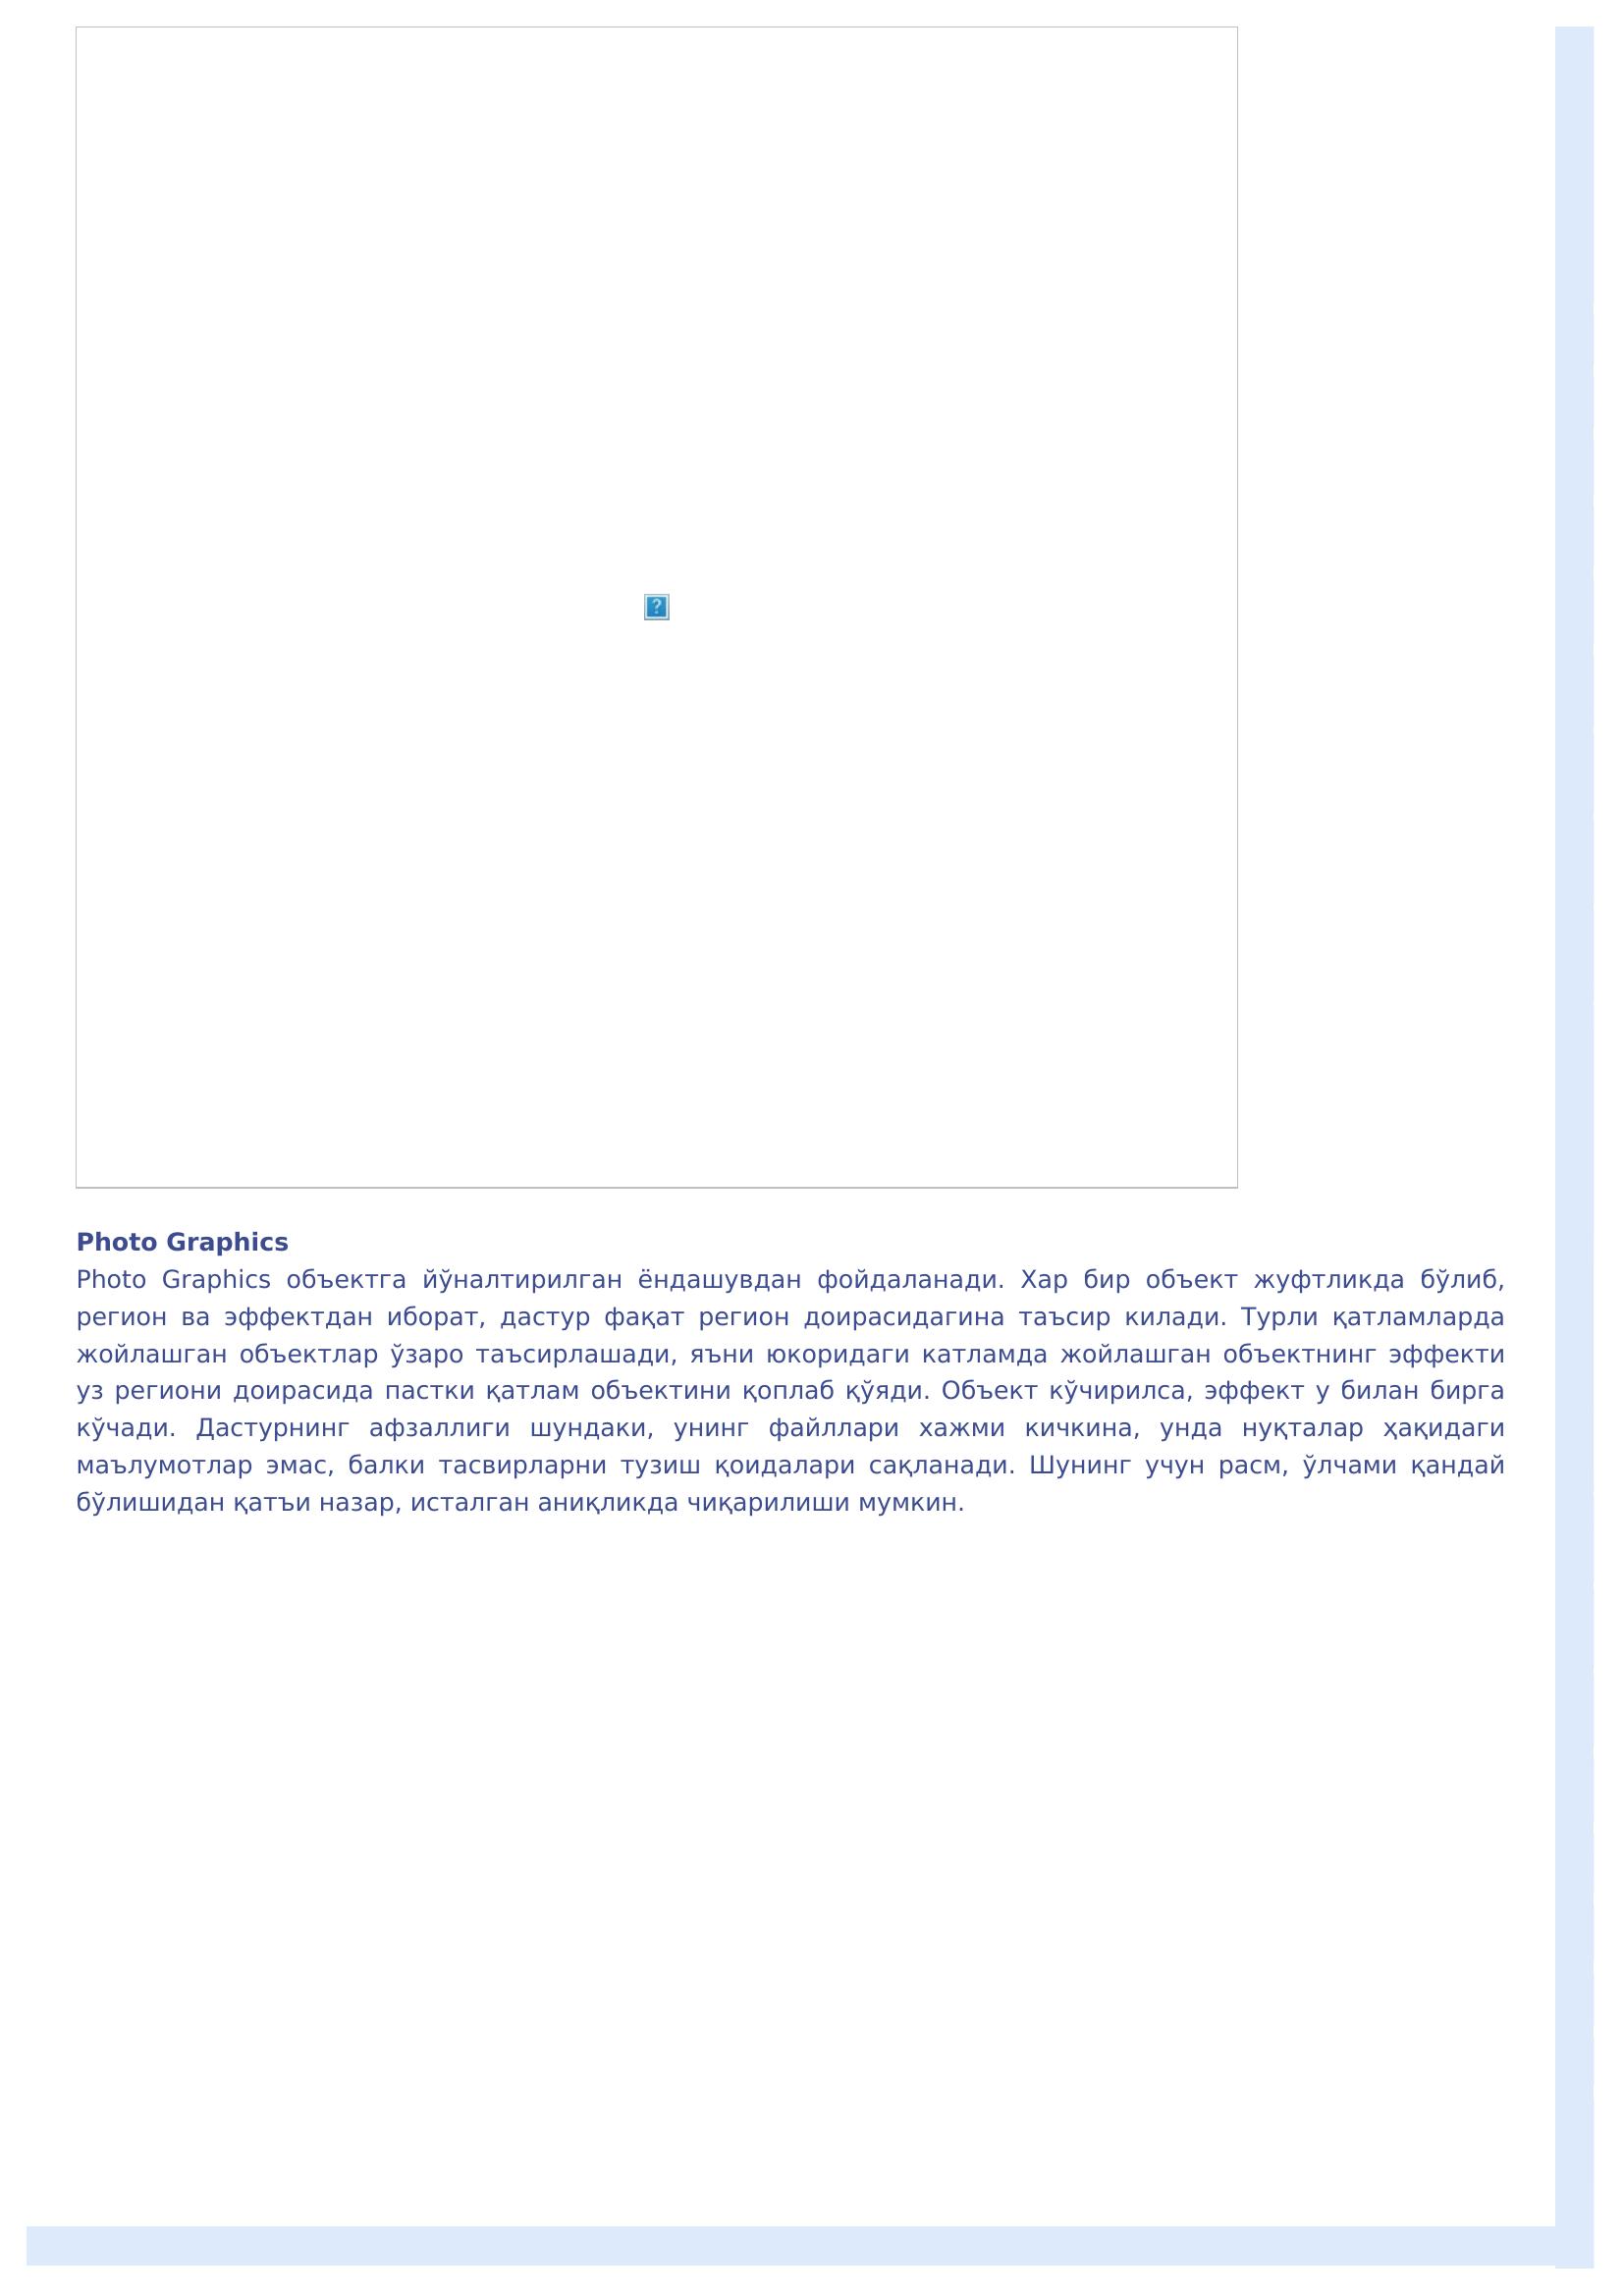 Photo Graphics
Photo Graphics объектга йўналтирилган ёндашувдан фойдаланади. Хар бир объект жуфтликда бўлиб,
регион ва эффектдан иборат, дастур фақат регион доирасидагина таъсир килади. Турли қатламларда
жойлашган объектлар ўзаро таъсирлашади, яъни юкоридаги катламда жойлашган объектнинг эффекти
уз региони доирасида пастки қатлам объектини қоплаб қўяди. Объект кўчирилса, эффект у билан бирга
кўчади. Дастурнинг афзаллиги шундаки, унинг файллари хажми кичкина, унда нуқталар ҳақидаги
маълумотлар эмас, балки тасвирларни тузиш қоидалари сақланади. Шунинг учун расм, ўлчами қандай
бўлишидан қатъи назар, исталган аниқликда чиқарилиши мумкин.